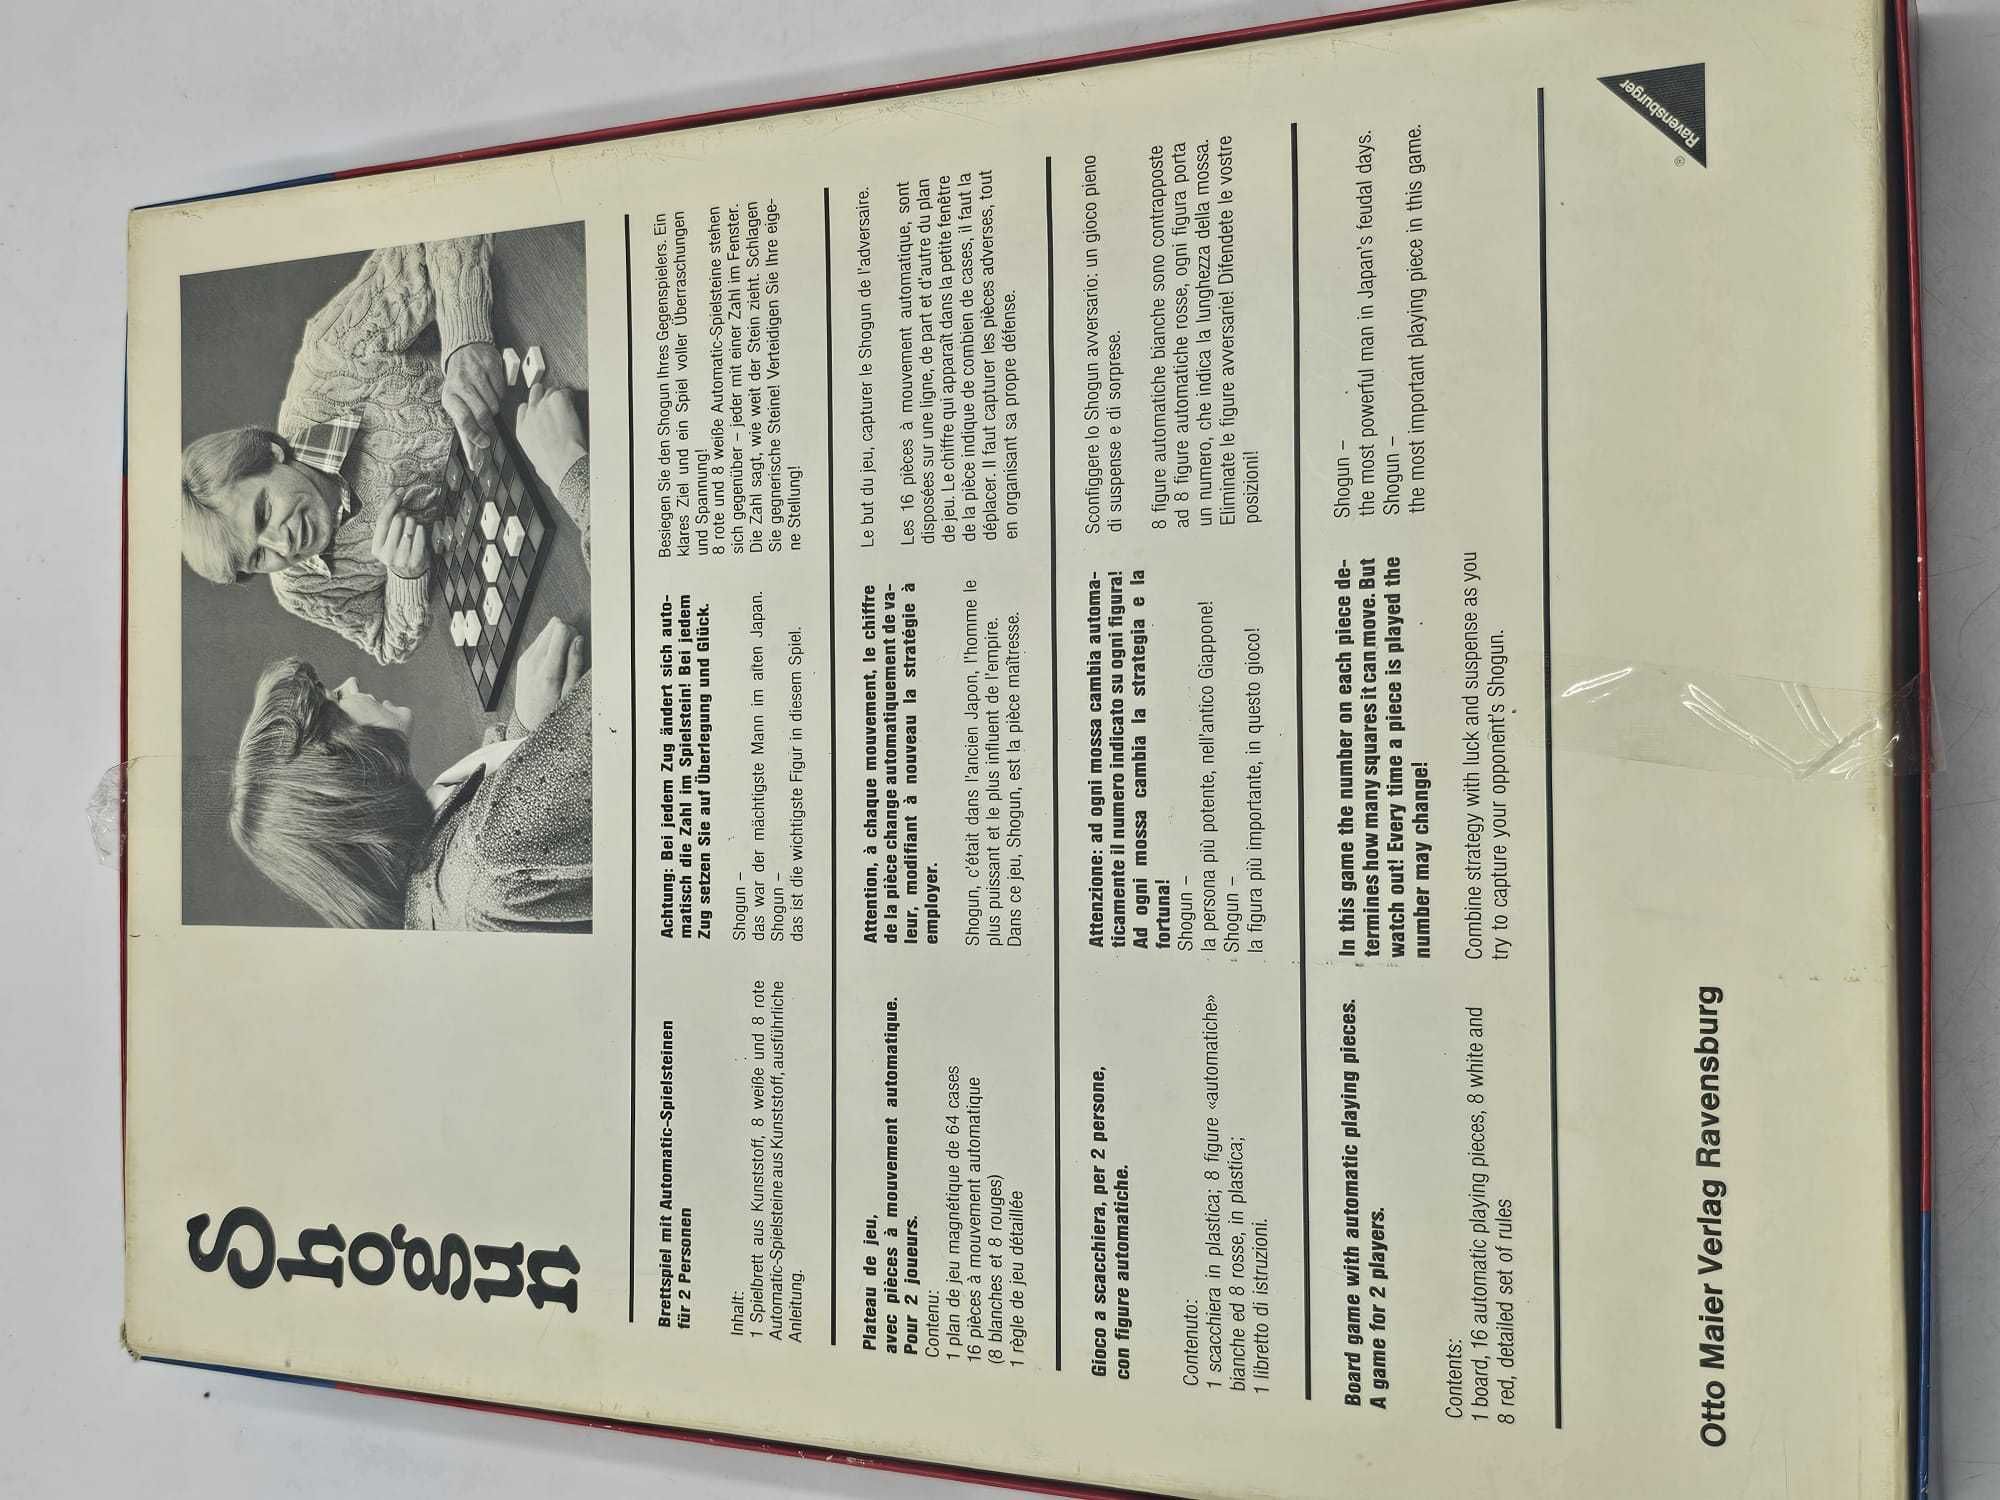 Shogun
Brettspiel mit Automatic-Spielsteinen
für 2 Personen
Inhalt:
1 Spielbrett aus Kunststoff, 8 weiße und 8 rote
Automatic-Spielsteine aus Kunststoff, ausführliche
Anleitung.
Achtung: Bei jedem Zug ändert sich auto-
matisch die Zahl im Spielstein! Bei jedem
Zug setzen Sie auf Überlegung und Glück.
Shogun –
das war der mächtigste Mann im alten Japan.
Shogun –
das ist die wichtigste Figur in diesem Spiel.
Besiegen Sie den Shogun Ihres Gegenspielers. Ein
klares Ziel und ein Spiel voller Überraschungen
und Spannung!
8 rote und 8 weiße Automatic-Spielsteine stehen
sich gegenüber – jeder mit einer Zahl im Fenster.
Die Zahl sagt, wie weit der Stein zieht. Schlagen
Sie gegnerische Steine! Verteidigen Sie Ihre eige-
ne Stellung!
Plateau de jeu,
avec pièces à mouvement automatique.
Pour 2 joueurs.
Contenu:
1 plan de jeu magnétique de 64 cases
16 pièces à mouvement automatique
(8 blanches et 8 rouges)
1 règle de jeu détaillée
Attention, à chaque mouvement, le chiffre
de la pièce change automatiquement de va-
leur, modifiant à nouveau la stratégie à
employer.
Shogun, c'était dans l'ancien Japon, l'homme le
plus puissant et le plus influent de l'empire.
Dans ce jeu, Shogun, est la pièce maîtresse.
Le but du jeu, capturer le Shogun de l'adversaire.
Les 16 pièces à mouvement automatique, sont
disposées sur une ligne, de part et d'autre du plan
de jeu. Le chiffre qui apparaît dans la petite fenêtre
de la pièce indique de combien de cases, il faut la
déplacer. Il faut capturer les pièces adverses, tout
en organisant sa propre défense.
Gioco a scacchiera, per 2 persone,
con figure automatiche.
Contenuto:
1 scacchiera in plastica; 8 figure «automatiche»
bianche ed 8 rosse, in plastica;
1 libretto di istruzioni.
Attenzione: ad ogni mossa cambia automa-
ticamente il numero indicato su ogni figura!
Ad ogni mossa cambia la strategia e la
fortuna!
Shogun –
la persona più potente, nell'antico Giappone!
Shogun –
la figura più importante, in questo gioco!
Sconfiggere lo Shogun avversario: un gioco pieno
di suspense e di sorprese.
8 figure automatiche bianche sono contrapposte
ad 8 figure automatiche rosse, ogni figura porta
un numero, che indica la lunghezza della mossa.
Eliminate le figure avversarie! Difendete le vostre
posizioni!
Board game with automatic playing pieces.
A game for 2 players.
Contents:
1 board, 16 automatic playing pieces, 8 white and
8 red, detailed set of rules
In this game the number on each piece de-
termines how many squares it can move. But
watch out! Every time a piece is played the
number may change!
Combine strategy with luck and suspense as you
try to capture your opponent's Shogun.
Shogun –
the most powerful man in Japan's feudal days.
Shogun –
the most important playing piece in this game.
Otto Maier Verlag Ravensburg
Ravensburger
®